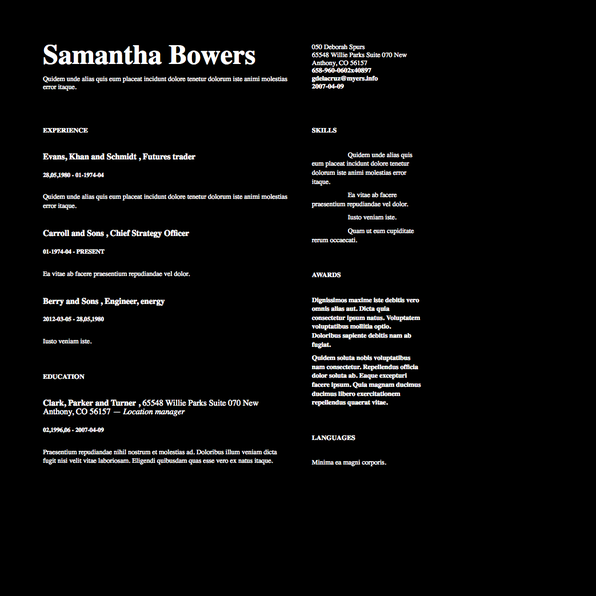 Samantha Bowers
Quidem unde alias quis eum placeat incidunt dolore tenetur dolorum iste animi molestias
error itaque.
050 Deborah Spurs
65548 Willie Parks Suite 070 New
Anthony, CO 56157
658-960-0602x40897
gdelacruz@myers.info
2007-04-09
EXPERIENCE
Evans, Khan and Schmidt , Futures trader
28,05,1980 - 01-1974-04
Quidem unde alias quis eum placeat incidunt dolore tenetur dolorum iste animi molestias
error itaque.
Carroll and Sons , Chief Strategy Officer
01-1974-04 - PRESENT
Ea vitae ab facere praesentium repudiandae vel dolor.
Berry and Sons , Engineer, energy
2012-03-05 - 28,05,1980
Iusto veniam iste.
EDUCATION
Clark, Parker and Turner , 65548 Willie Parks Suite 070 New
Anthony, CO 56157 — Location manager
02,1996,06 - 2007-04-09
Praesentium repudiandae nihil nostrum et molestias ad. Doloribus illum veniam dicta
fugit nisi velit vitae laboriosam. Eligendi quibusdam quas esse vero ex natus itaque.
SKILLS
Quidem unde alias quis
eum placeat incidunt dolore tenetur
dolorum iste animi molestias error
itaque.
Ea vitae ab facere
praesentium repudiandae vel dolor.
Iusto veniam iste.
Quam ut eum cupiditate
rerum occaecati.
AWARDS
Dignissimos maxime iste debitis vero
omnis alias aut. Dicta quia
consectetur ipsum natus. Voluptatem
voluptatibus mollitia optio.
Doloribus sapiente debitis nam ab
fugiat.
Quidem soluta nobis voluptatibus
nam consectetur. Repellendus officia
dolor soluta ab. Eaque excepturi
facere ipsum. Quia magnam ducimus
ducimus libero exercitationem
repellendus quaerat vitae.
LANGUAGES
Minima ea magni corporis.